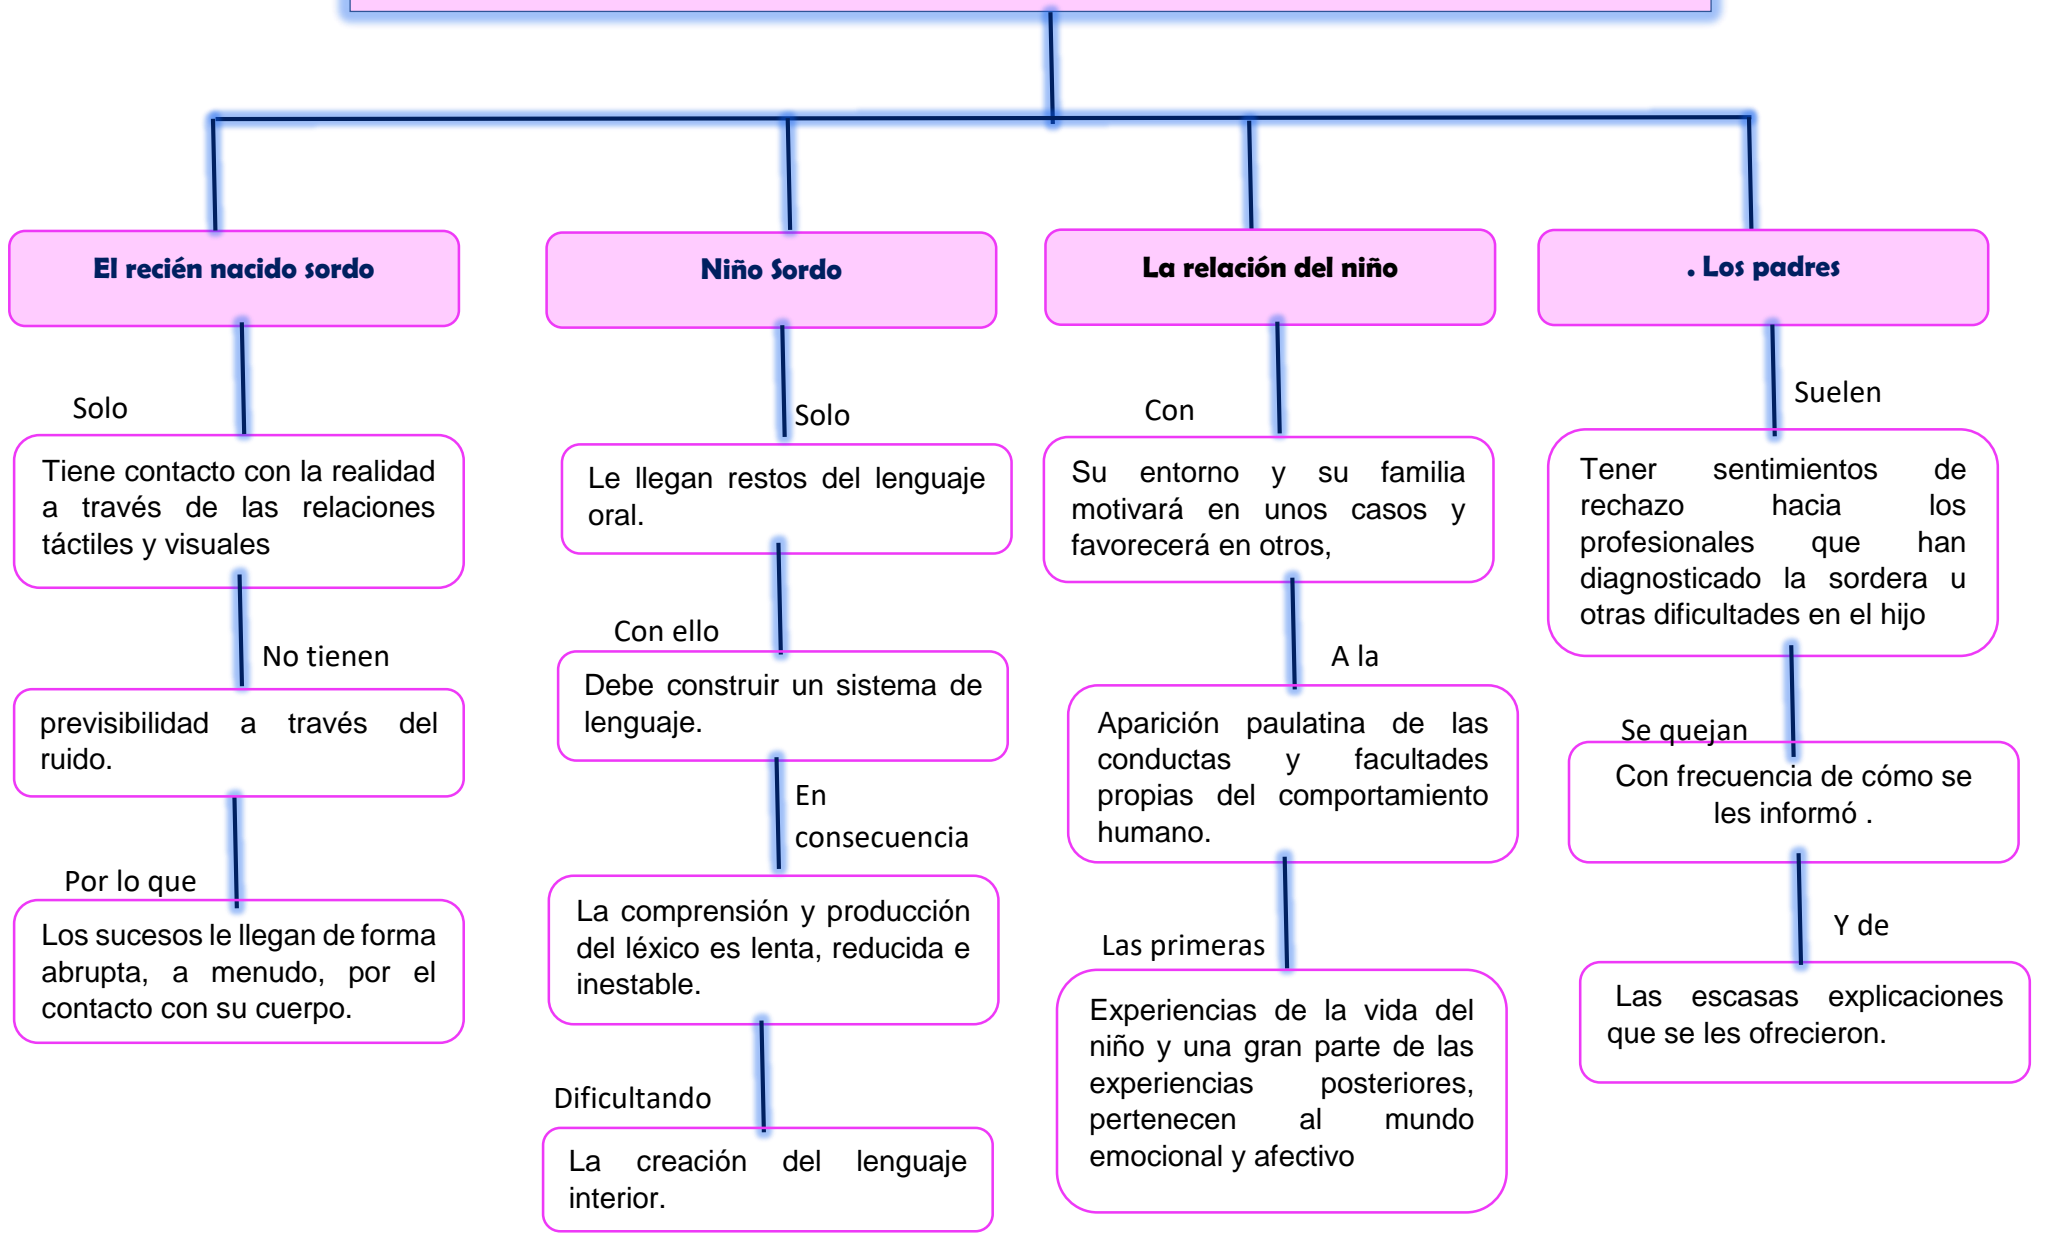 El recién nacido sordo
Solo
Tiene contacto con la realidad
a través de las relaciones
táctiles y visuales
No tienen
previsibilidad a través del
ruido.
Por lo que
Los sucesos le llegan de forma
abrupta, a menudo, por el
contacto con su cuerpo.
Niño Sordo
Solo
Le llegan restos del lenguaje
oral.
Con ello
Debe construir un sistema de
lenguaje.
En
consecuencia
La comprensión y producción
del léxico es lenta, reducida e
inestable.
Dificultando
La creación del lenguaje
interior.
La relación del niño
Con
Su entorno y su familia
motivará en unos casos y
favorecerá en otros,
A la
Aparición paulatina de las
conductas y facultades
propias del comportamiento
humano.
Las primeras
Experiencias de la vida del
niño y una gran parte de las
experiencias posteriores,
pertenecen al mundo
emocional y afectivo
. Los padres
Suelen
Tener sentimientos de
rechazo hacia los
profesionales que han
diagnosticado la sordera u
otras dificultades en el hijo
Se quejan
Con frecuencia de cómo se
les informó .
Y de
Las escasas explicaciones
que se les ofrecieron.